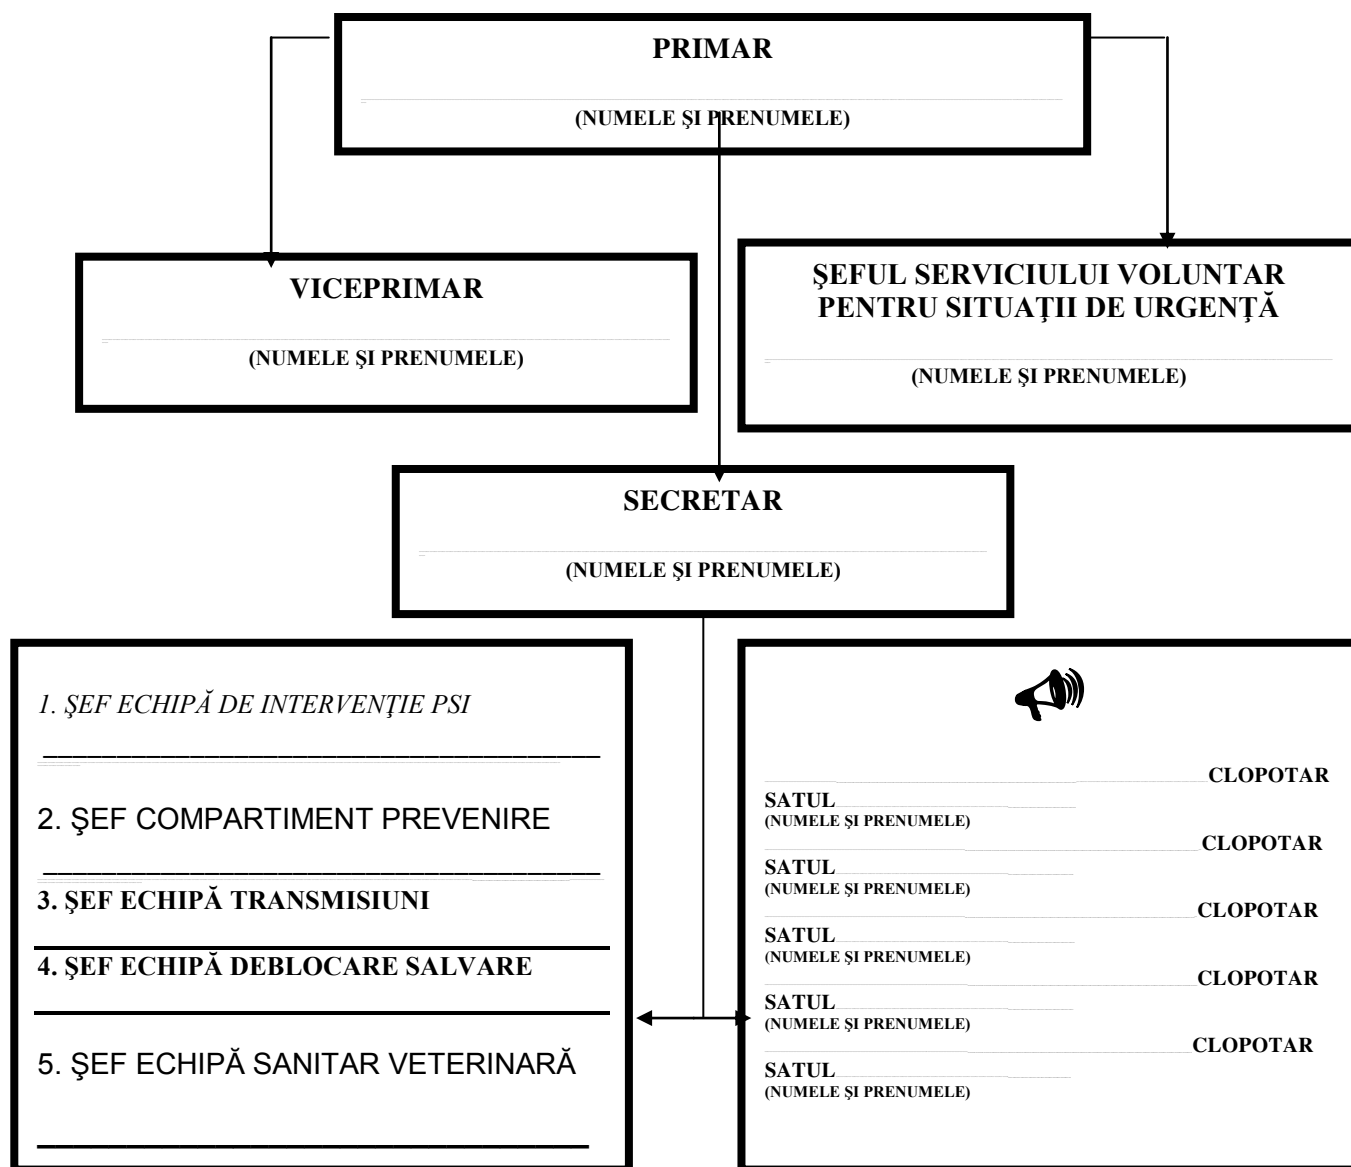 PRIMAR
(NUMELE ŞI PRENUMELE)
VICEPRIMAR
(NUMELE ŞI PRENUMELE)
ŞEFUL SERVICIULUI VOLUNTAR
PENTRU SITUAŢII DE URGENŢĂ
(NUMELE ŞI PRENUMELE)
SECRETAR
(NUMELE ŞI PRENUMELE)
1. ŞEF ECHIPĂ DE INTERVENŢIE PSI
2. ŞEF COMPARTIMENT PREVENIRE
3. ŞEF ECHIPĂ TRANSMISIUNI
4. ŞEF ECHIPĂ DEBLOCARE SALVARE
5. ŞEF ECHIPĂ SANITAR VETERINARĂ
CLOPOTAR
SATUL
(NUMELE ŞI PRENUMELE)
CLOPOTAR
SATUL
(NUMELE ŞI PRENUMELE)
CLOPOTAR
SATUL
(NUMELE ŞI PRENUMELE)
CLOPOTAR
SATUL
(NUMELE ŞI PRENUMELE)
CLOPOTAR
SATUL
(NUMELE ŞI PRENUMELE)